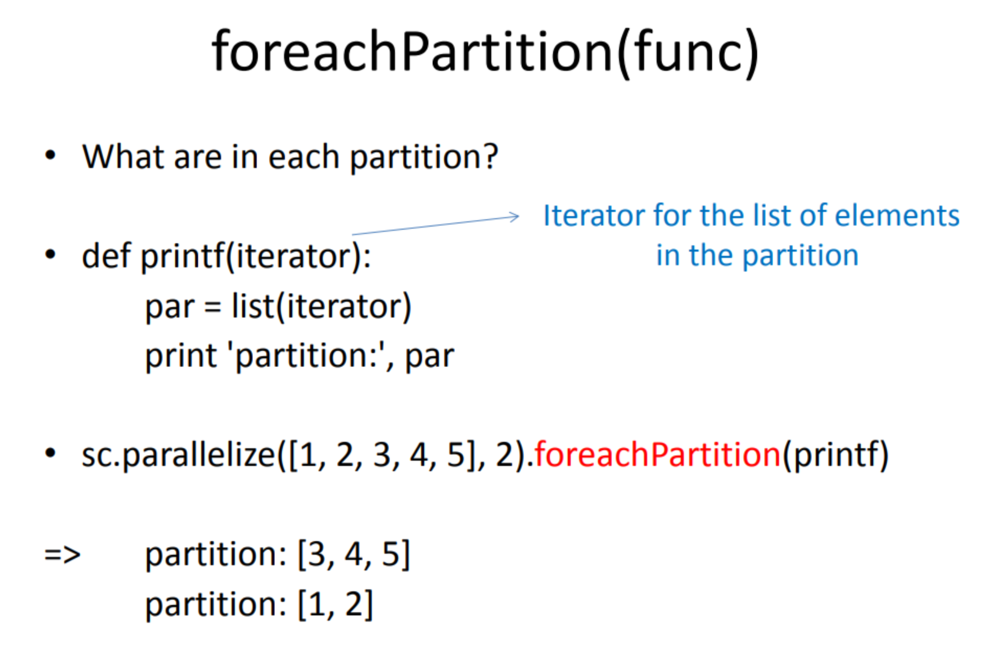 foreachPartition(func)
• What are in each partition?
Iterator for the list of elements
in the partition
• def printf(iterator):
par = list(iterator)
print 'partition:', par
• sc.parallelize([1, 2, 3, 4, 5], 2).foreachPartition(printf)
=> partition: [3, 4, 5]
partition: [1, 2]